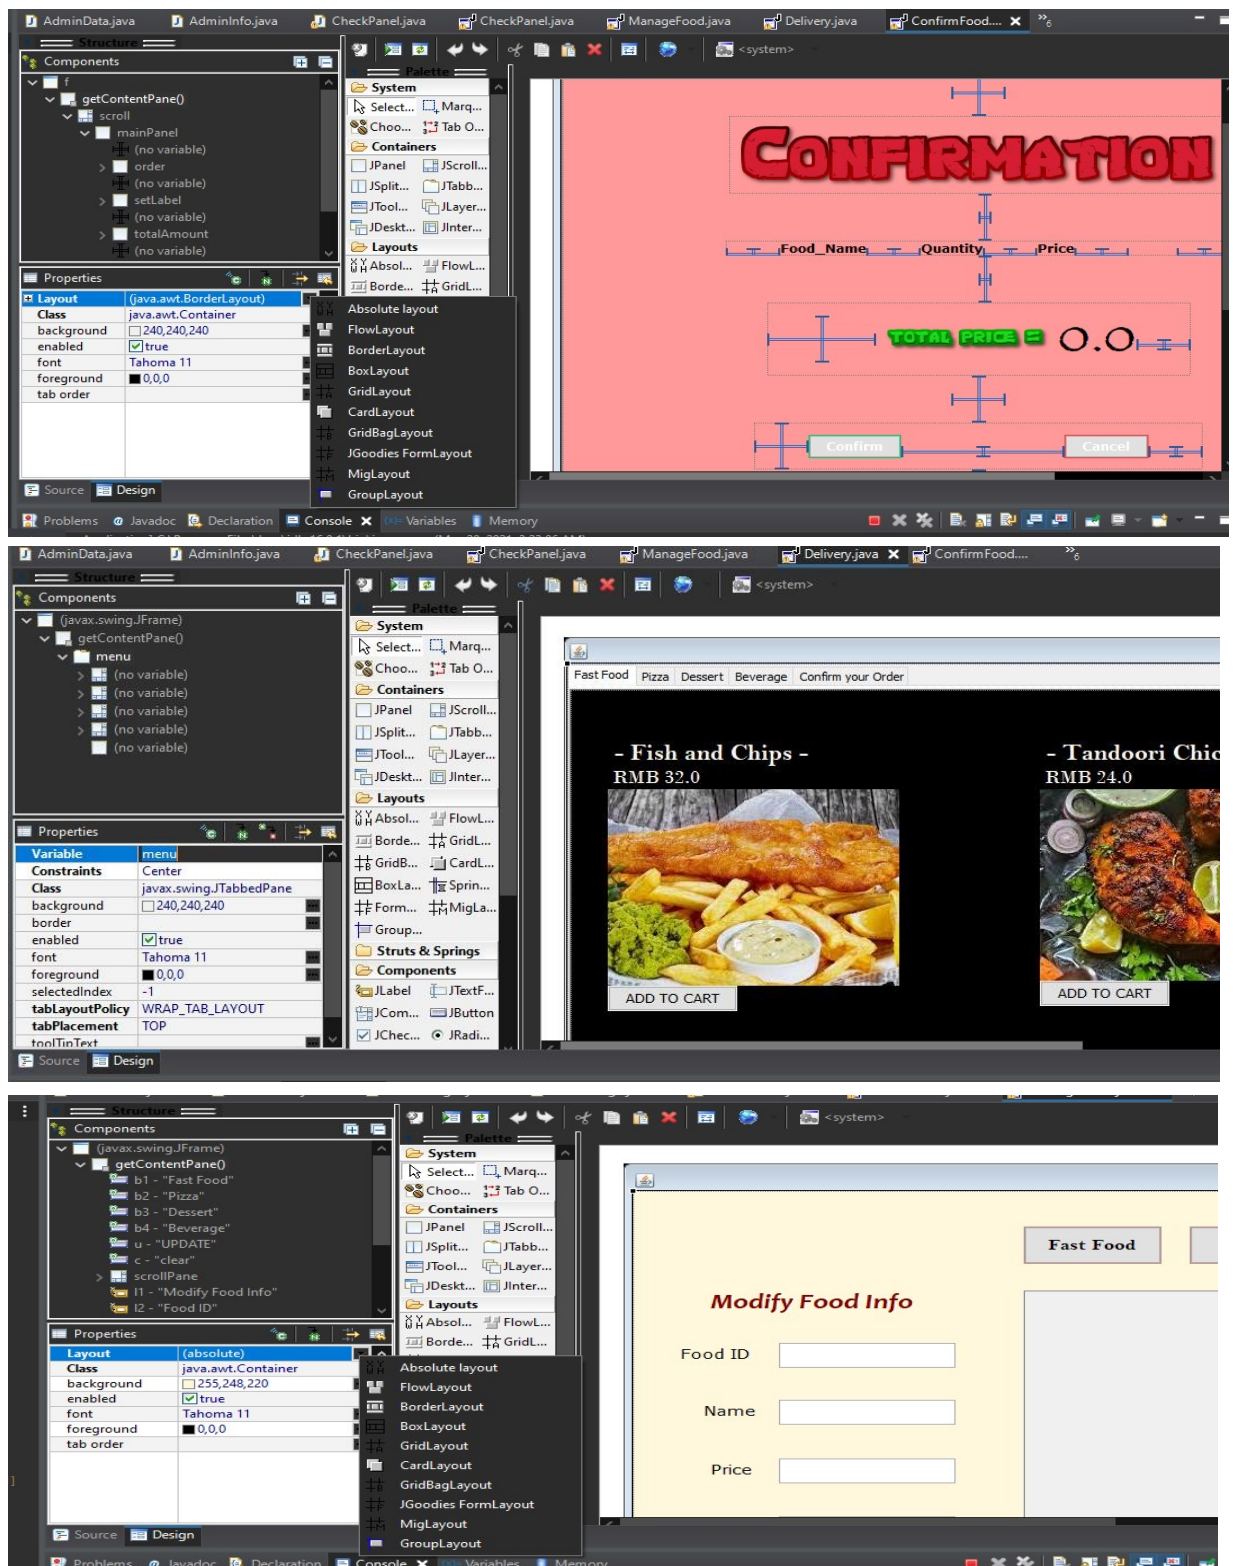 AdminData.java AdminInfo.java CheckPanel.java CheckPanel.java ManageFood.java Delivery.java ConfirmFood.... »6
Structure
Components
f
getContentPane()
scroll
mainPanel
(no variable)
order
(no variable)
setLabel
(no variable)
totalAmount
(no variable)
Properties
Layout (java.awt.BorderLayout)
Class java.awt.Container
background 240,240,240
enabled true
font Tahoma 11
foreground 0,0,0
tab order
Source Design
<system>
Palette
System
Select... Marq...
Choo... Tab O...
Containers
JPanel JScroll...
JSplit... JTabb...
JTool... JLayer...
JDeskt... JInter...
Layouts
Absol... FlowL...
Borde... GridL...
Absolute layout
FlowLayout
BorderLayout
BoxLayout
GridLayout
CardLayout
GridBagLayout
JGoodies FormLayout
MigLayout
GroupLayout
CONFIRMATION
Food_Name Quantity Price
TOTAL PRICE = 0.0
Confirm Cancel
Problems Javadoc Declaration Console Variables Memory
AdminData.java AdminInfo.java CheckPanel.java CheckPanel.java ManageFood.java Delivery.java ConfirmFood.... »6
Structure
Components
(javax.swing.JFrame)
getContentPane()
menu
(no variable)
(no variable)
(no variable)
(no variable)
(no variable)
Properties
Variable menu
Constraints Center
Class javax.swing.JTabbedPane
background 240,240,240
border
enabled true
font Tahoma 11
foreground 0,0,0
selectedIndex -1
tabLayoutPolicy WRAP_TAB_LAYOUT
tabPlacement TOP
toolTipText
Source Design
<system>
Palette
System
Select... Marq...
Choo... Tab O...
Containers
JPanel JScroll...
JSplit... JTabb...
JTool... JLayer...
JDeskt... JInter...
Layouts
Absol... FlowL...
Borde... GridL...
GridB... CardL...
BoxLa... Sprin...
Form... MigLa...
Group...
Struts & Springs
Components
JLabel JTextF...
JCom... JButton
JChec... JRadi...
Fast Food Pizza Dessert Beverage Confirm your Order
- Fish and Chips - - Tandoori Chic
RMB 32.0 RMB 24.0
ADD TO CART ADD TO CART
Structure
Components
(javax.swing.JFrame)
getContentPane()
b1 - "Fast Food"
b2 - "Pizza"
b3 - "Dessert"
b4 - "Beverage"
u - "UPDATE"
c - "clear"
scrollPane
l1 - "Modify Food Info"
l2 - "Food ID"
Properties
Layout (absolute)
Class java.awt.Container
background 255,248,220
enabled true
font Tahoma 11
foreground 0,0,0
tab order
Source Design
<system>
Palette
System
Select... Marq...
Choo... Tab O...
Containers
JPanel JScroll...
JSplit... JTabb...
JTool... JLayer...
JDeskt... JInter...
Layouts
Absol... FlowL...
Borde... GridL...
Absolute layout
FlowLayout
BorderLayout
BoxLayout
GridLayout
CardLayout
GridBagLayout
JGoodies FormLayout
MigLayout
GroupLayout
Fast Food
Modify Food Info
Food ID
Name
Price
Problems Javadoc Declaration Console Variables Memory